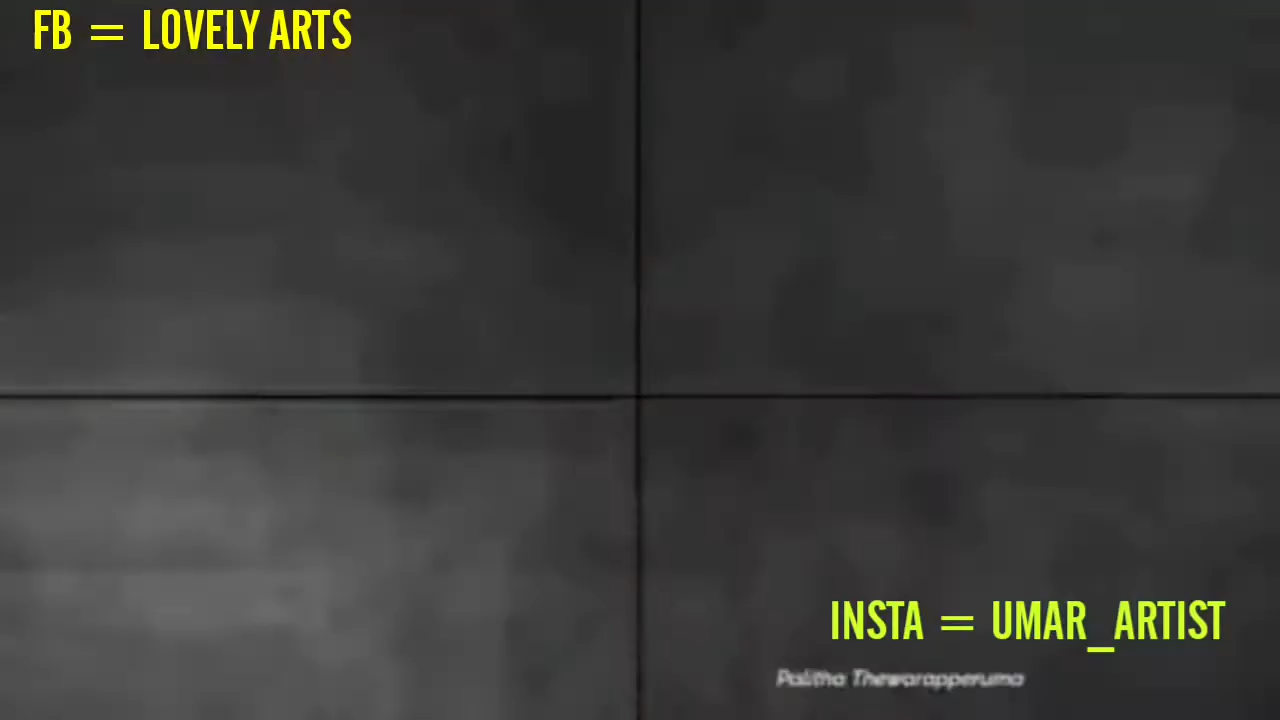 FB = LOVELY ARTS
INSTA = UMAR_ARTIST
Palitha Thewarapperuma